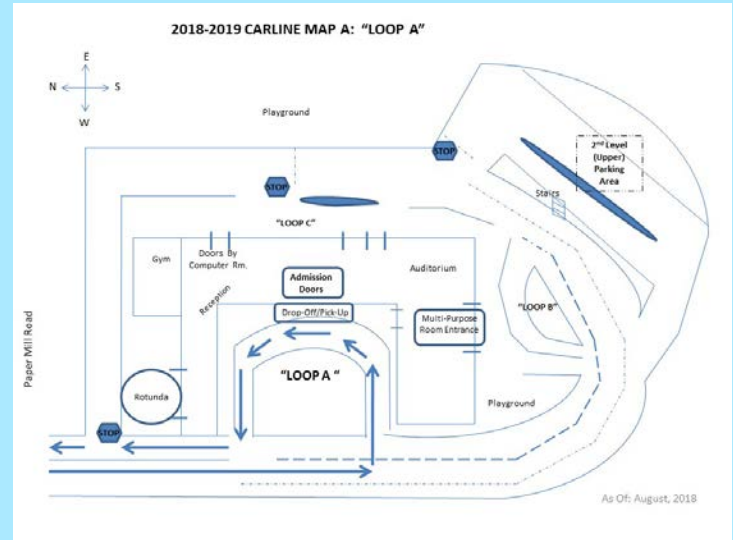 2018-2019 CARLINE MAP A: “LOOP A”
E
N
S
W
Playground
STOP
2nd Level
(Upper)
Parking
Area
STOP
Stairs
"LOOP C"
Gym
Doors By
Computer Rm.
Auditorium
Admission
Doors
Reception
Drop-Off/Pick-Up
Multi-Purpose
Room Entrance
"LOOP B"
Paper Mill Road
"LOOP A "
Rotunda
Playground
STOP
As Of: August, 2018